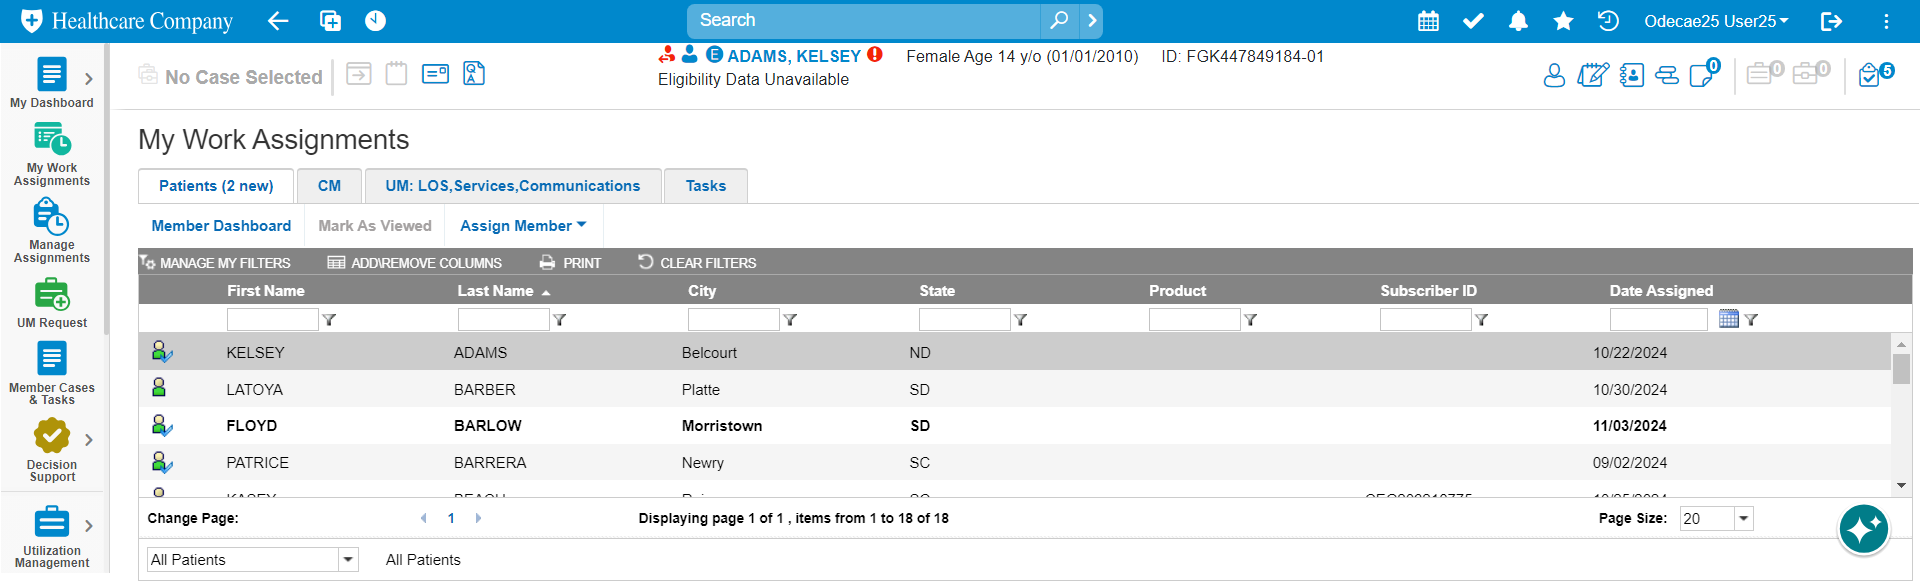 Healthcare Company
Search
Odecae25 User25
My Dashboard
My Work
Assignments
Manage
Assignments
UM Request
Member Cases
& Tasks
Decision
Support
Utilization
Management
No Case Selected
Q
A
E ADAMS, KELSEY
Female Age 14 y/o (01/01/2010)
ID: FGK447849184-01
Eligibility Data Unavailable
0
0
0
5
My Work Assignments
Patients (2 new)
CM
UM: LOS,Services,Communications
Tasks
Member Dashboard
Mark As Viewed
Assign Member
MANAGE MY FILTERS
ADD\REMOVE COLUMNS
PRINT
CLEAR FILTERS
First Name Last Name City State Product Subscriber ID Date Assigned
KELSEY ADAMS Belcourt ND 10/22/2024
LATOYA BARBER Platte SD 10/30/2024
FLOYD BARLOW Morristown SD 11/03/2024
PATRICE BARRERA Newry SC 09/02/2024
Change Page: 1 Displaying page 1 of 1 , items from 1 to 18 of 18 Page Size: 20
All Patients All Patients